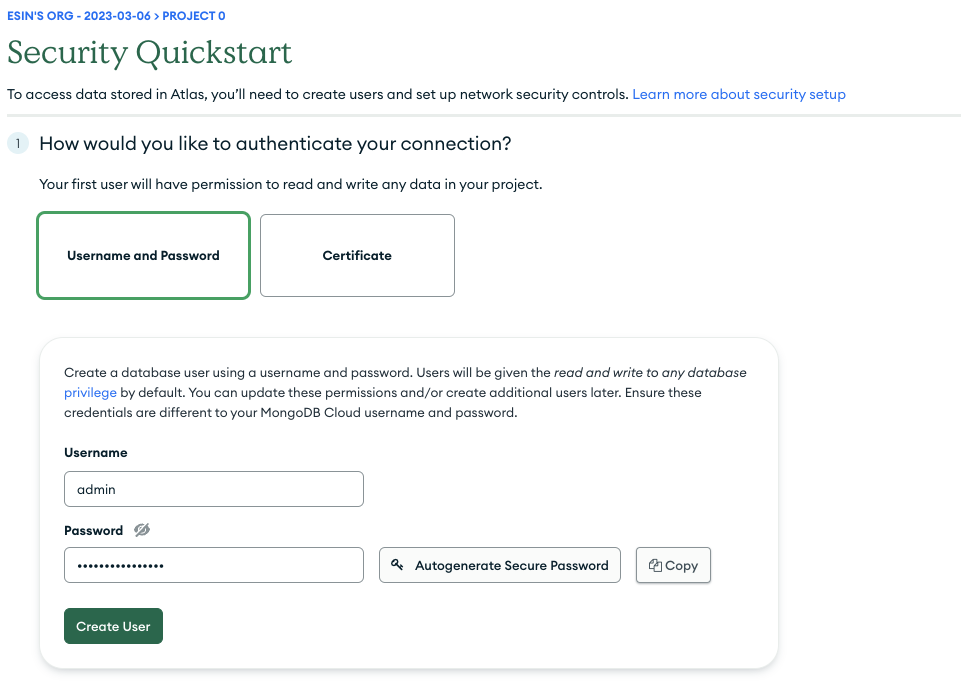 ESIN'S ORG - 2023-03-06 > PROJECT 0
Security Quickstart
To access data stored in Atlas, you'll need to create users and set up network security controls. Learn more about security setup
1 How would you like to authenticate your connection?
Your first user will have permission to read and write any data in your project.
Username and Password Certificate
Create a database user using a username and password. Users will be given the read and write to any database
privilege by default. You can update these permissions and/or create additional users later. Ensure these
credentials are different to your MongoDB Cloud username and password.
Username
admin
Password
•••••••••••••••• Autogenerate Secure Password Copy
Create User